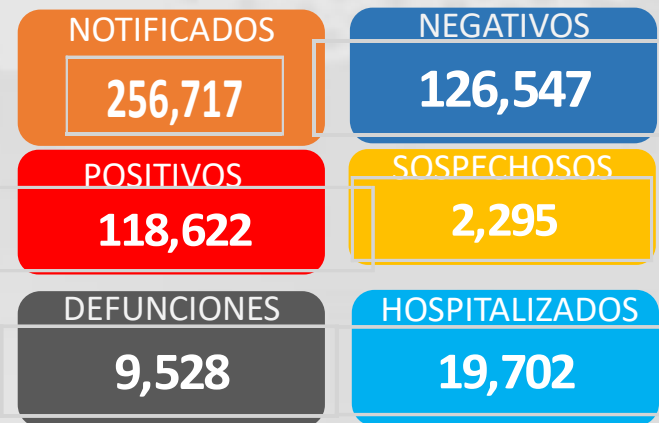 NOTIFICADOS
256,717
NEGATIVOS
126,547
POSITIVOS
118,622
SOSPECHOSOS
2,295
DEFUNCIONES
9,528
HOSPITALIZADOS
19,702